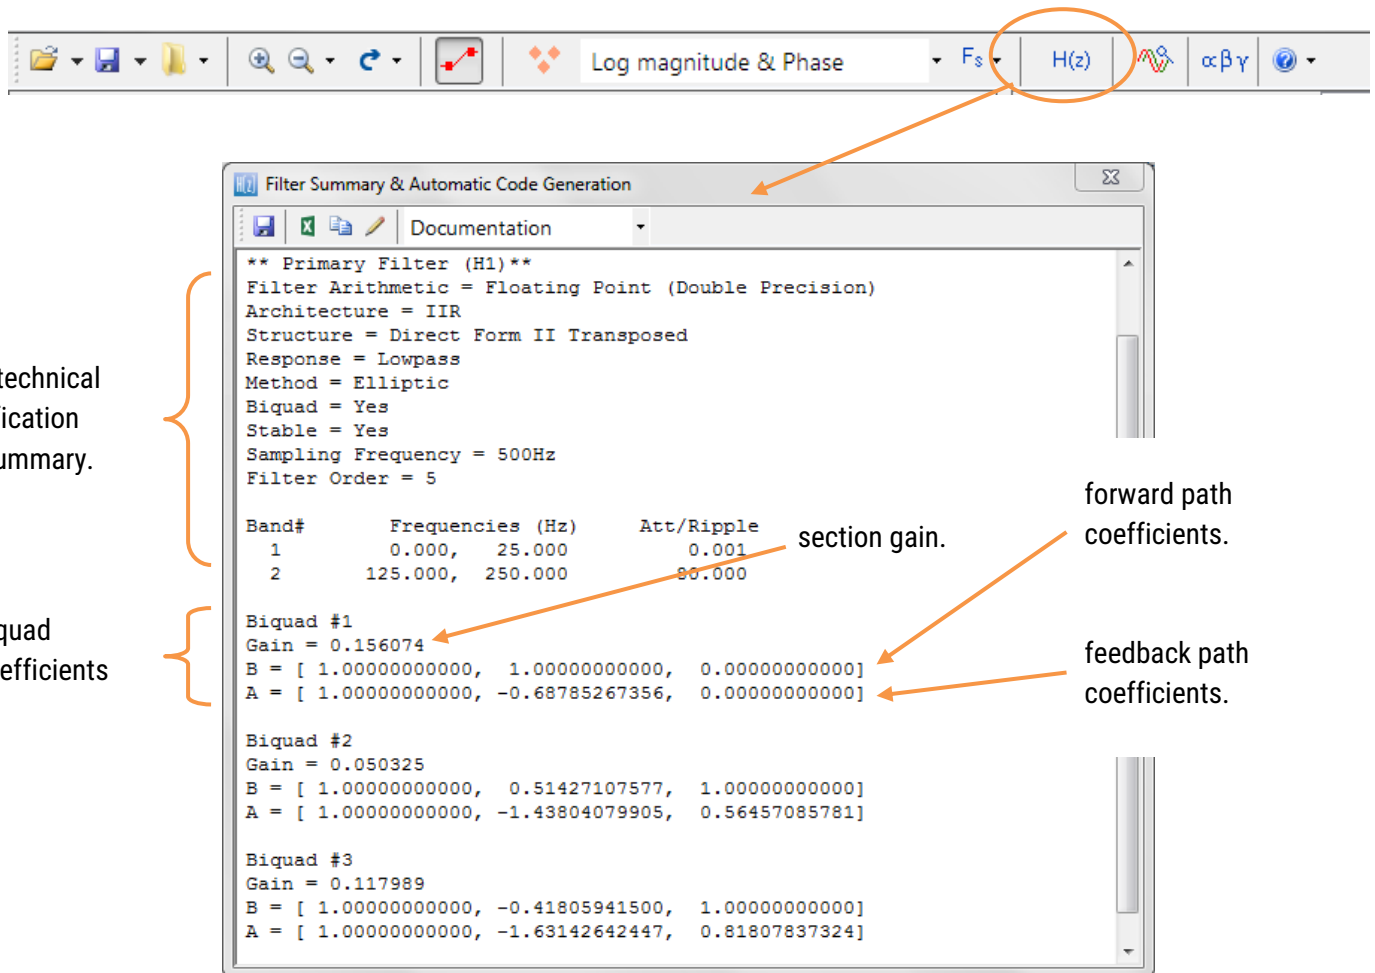 Log magnitude & Phase
Fs
H(z)
αβγ
Filter Summary & Automatic Code Generation
Documentation
** Primary Filter (H1)**
Filter Arithmetic = Floating Point (Double Precision)
Architecture = IIR
Structure = Direct Form II Transposed
Response = Lowpass
Method = Elliptic
Biquad = Yes
Stable = Yes
Sampling Frequency = 500Hz
Filter Order = 5
Band# Frequencies (Hz) Att/Ripple
1 0.000, 25.000 0.001
2 125.000, 250.000 80.000
Biquad #1
Gain = 0.156074
B = [ 1.00000000000, 1.00000000000, 0.00000000000]
A = [ 1.00000000000, -0.68785267356, 0.00000000000]
Biquad #2
Gain = 0.050325
B = [ 1.00000000000, 0.51427107577, 1.00000000000]
A = [ 1.00000000000, -1.43804079905, 0.56457085781]
Biquad #3
Gain = 0.117989
B = [ 1.00000000000, -0.41805941500, 1.00000000000]
A = [ 1.00000000000, -1.63142642447, 0.81807837324]
technical
ication
ummary.
quad
efficients
section gain.
forward path
coefficients.
feedback path
coefficients.